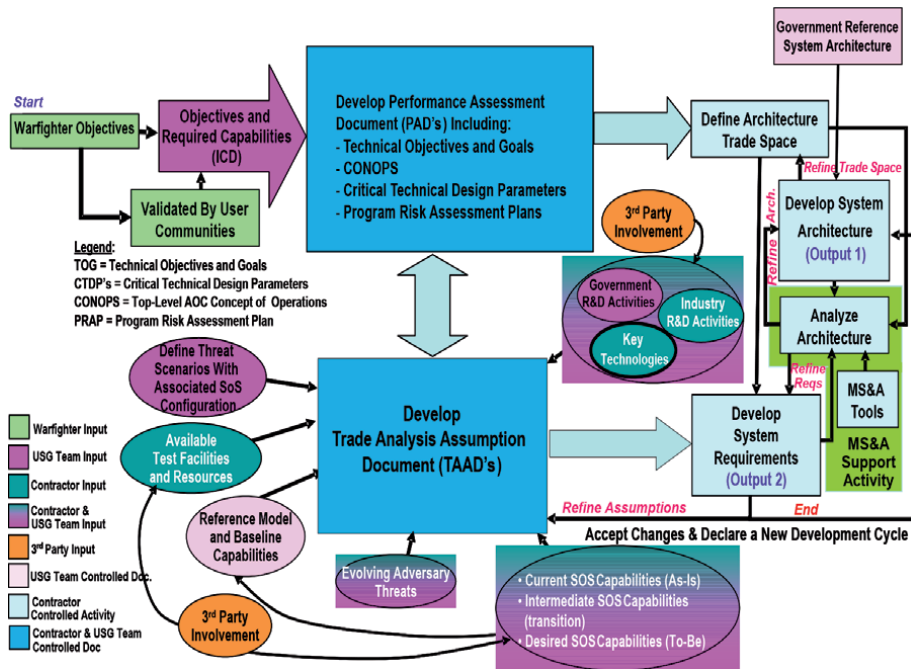 Government Reference
System Architecture
Start
Warfighter Objectives
Objectives and
Required Capabilities
(ICD)
Validated By User
Communities
Develop Performance Assessment
Document (PAD's) Including:
- Technical Objectives and Goals
- CONOPS
- Critical Technical Design Parameters
- Program Risk Assessment Plans
Define Architecture
Trade Space
Refine Trade Space
Refine Arch.
Develop System
Architecture
(Output 1)
Legend:
TOG = Technical Objectives and Goals
CTDP's = Critical Technical Design Parameters
CONOPS = Top-Level AOC Concept of Operations
PRAP = Program Risk Assessment Plan
3rd Party
Involvement
Government
R&D Activities
Industry
R&D Activities
Key
Technologies
Analyze
Architecture
Refine
Reqs
MS&A
Tools
MS&A
Support
Activity
Define Threat
Scenarios With
Associated SoS
Configuration
Available
Test Facilities
and Resources
Develop
Trade Analysis Assumption
Document (TAAD's)
Develop
System
Requirements
(Output 2)
Refine Assumptions
End
Accept Changes & Declare a New Development Cycle
Reference Model
and Baseline
Capabilities
Evolving Adversary
Threats
• Current SOS Capabilities (As-Is)
• Intermediate SOS Capabilities
(transition)
• Desired SOS Capabilities (To-Be)
3rd Party
Involvement
Warfighter Input
USG Team Input
Contractor Input
Contractor &
USG Team Input
3rd Party Input
USG Team Controlled Doc.
Contractor
Controlled Activity
Contractor & USG Team
Controlled Doc